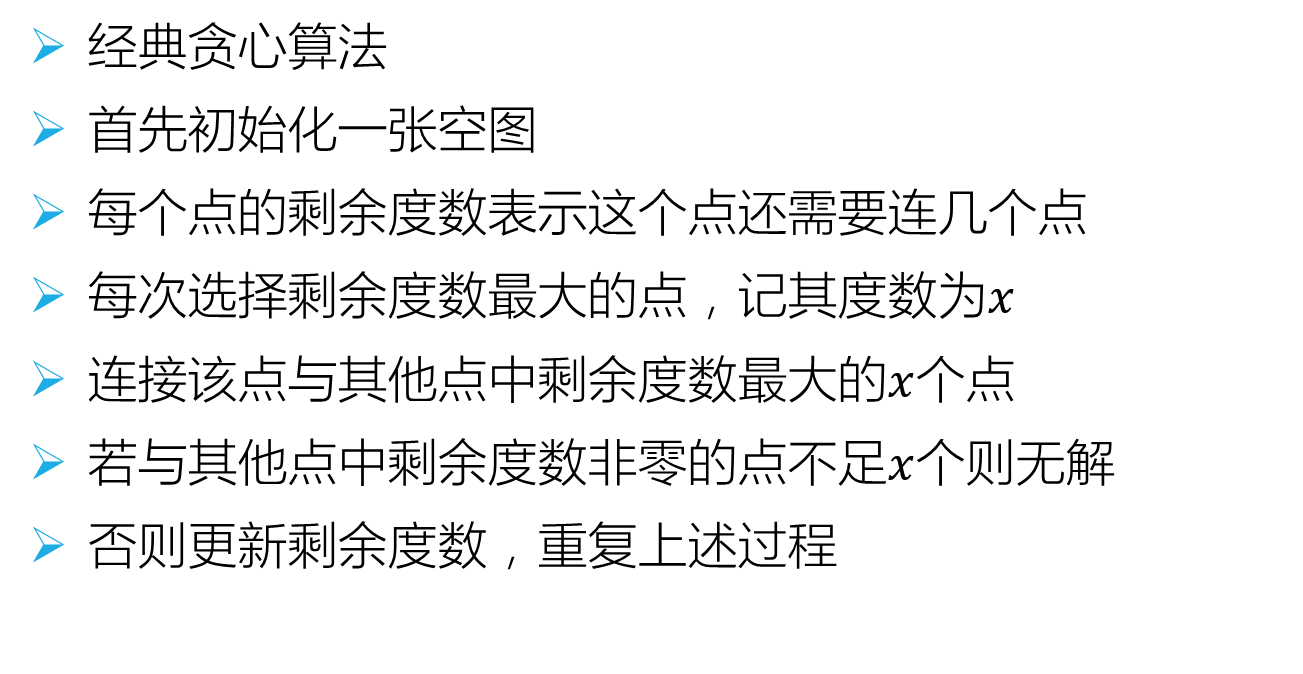 经典贪心算法
首先初始化一张空图
每个点的剩余度数表示这个点还需要连几个点
每次选择剩余度数最大的点，记其度数为x
连接该点与其他点中剩余度数最大的x个点
若与其他点中剩余度数非零的点不足x个则无解
否则更新剩余度数，重复上述过程